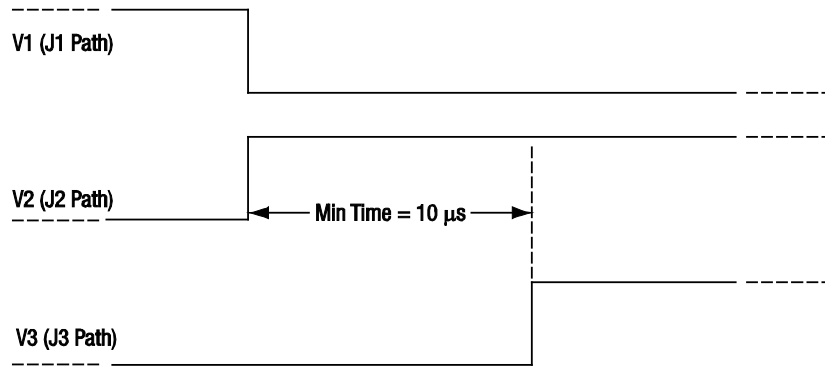 V1 (J1 Path)
V2 (J2 Path)
Min Time = 10 μs
V3 (J3 Path)